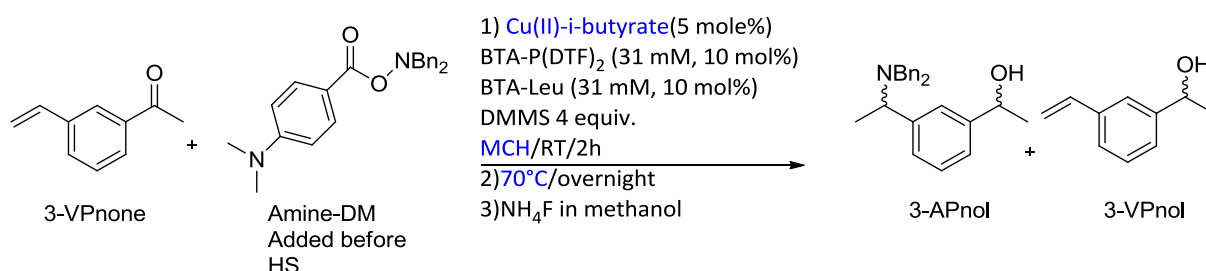 1) Cu(II)-i-butyrate(5 mole%)
BTA-P(DTF)2 (31 mM, 10 mol%)
BTA-Leu (31 mM, 10 mol%)
DMMS 4 equiv.
MCH/RT/2h
2)70°C/overnight
3)NH4F in methanol
O
O
O
NBn2
N
+
3-VPnone
Amine-DM
Added before
HS
NBn2
OH
OH
+
3-APnol
3-VPnol